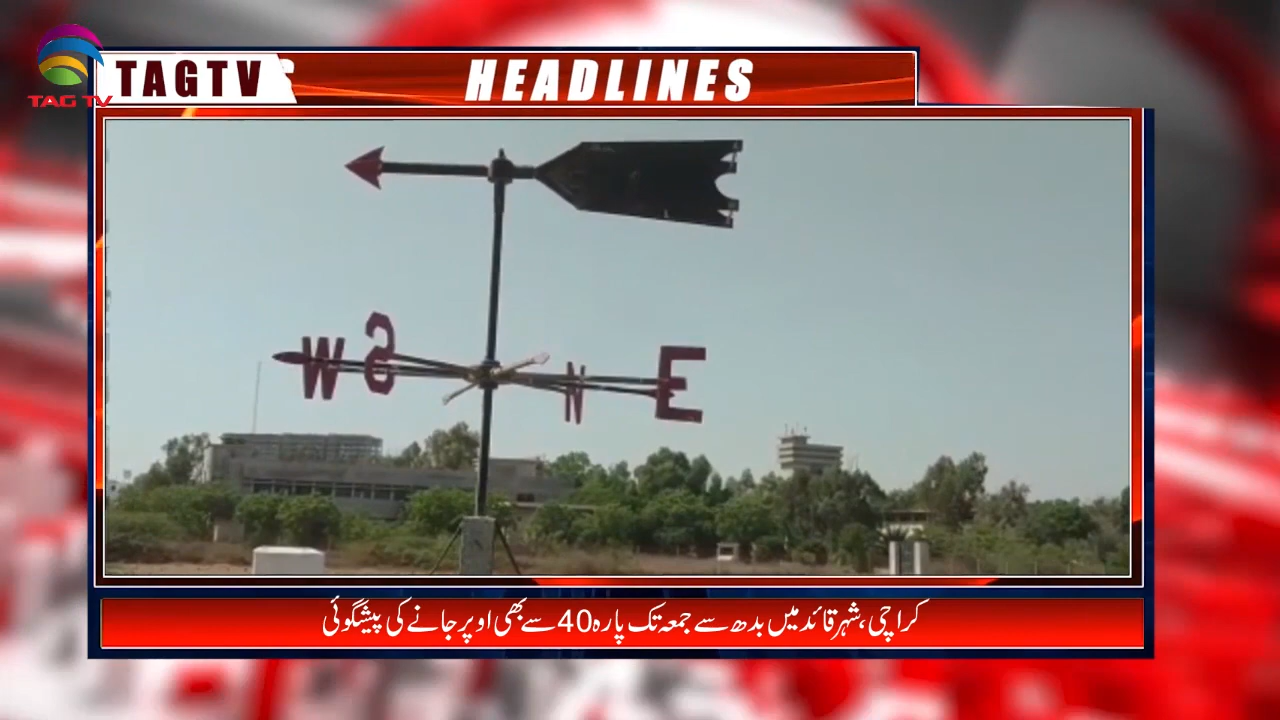 TAG TV
TAGTV
HEADLINES
W S N E
کراچی، شہر قائد میں بدھ سے جمعہ تک پارہ 40 سے بھی اوپر جانے کی پیشگوئی